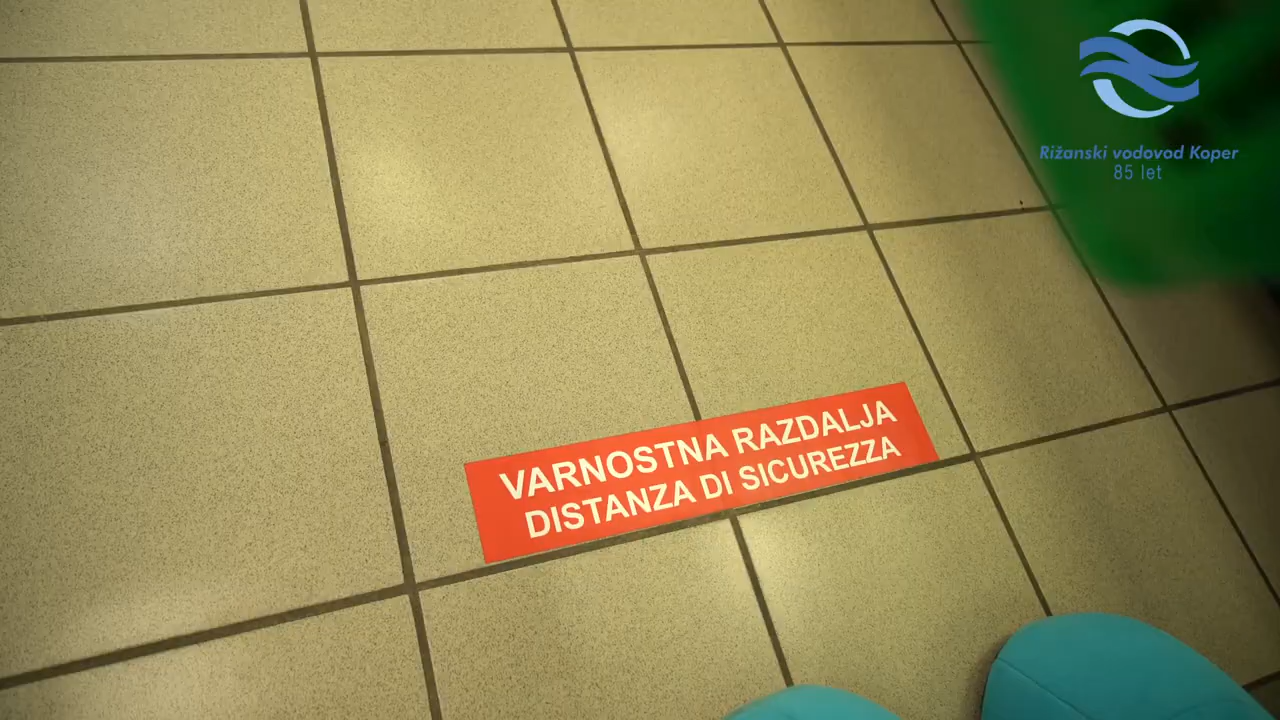 Rižanski vodovod Koper
85 let
VARNOSTNA RAZDALJA
DISTANZA DI SICUREZZA